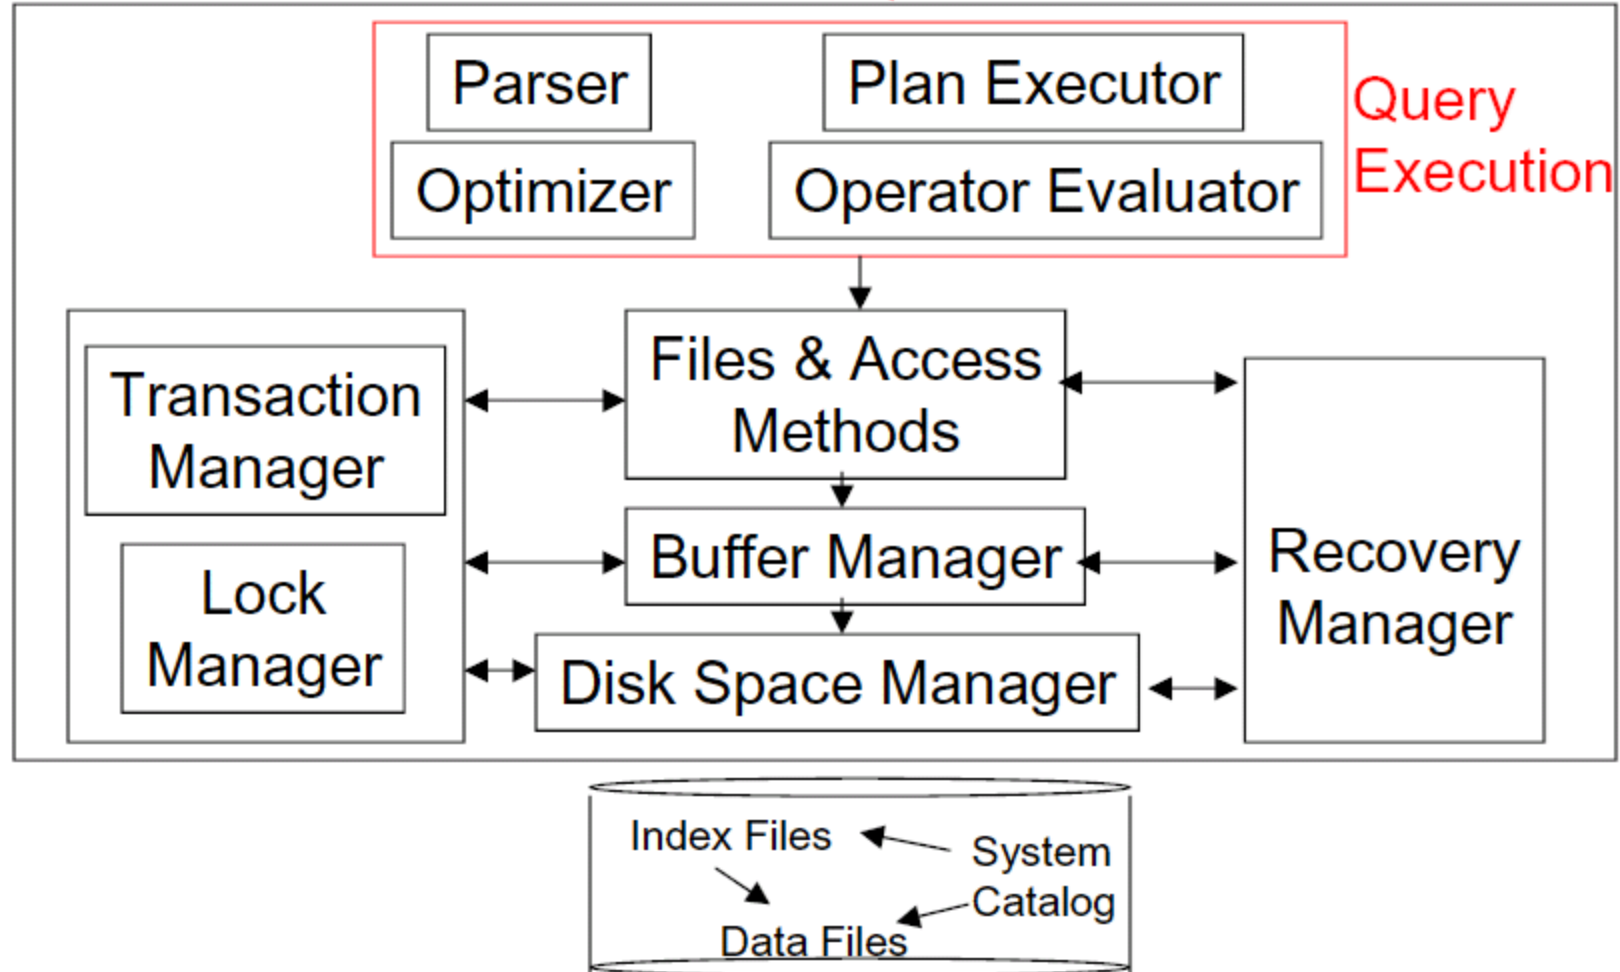 Parser
Plan Executor
Query
Execution
Optimizer
Operator Evaluator
Transaction
Manager
Lock
Manager
Files & Access
Methods
Buffer Manager
Disk Space Manager
Recovery
Manager
Index Files
System
Catalog
Data Files